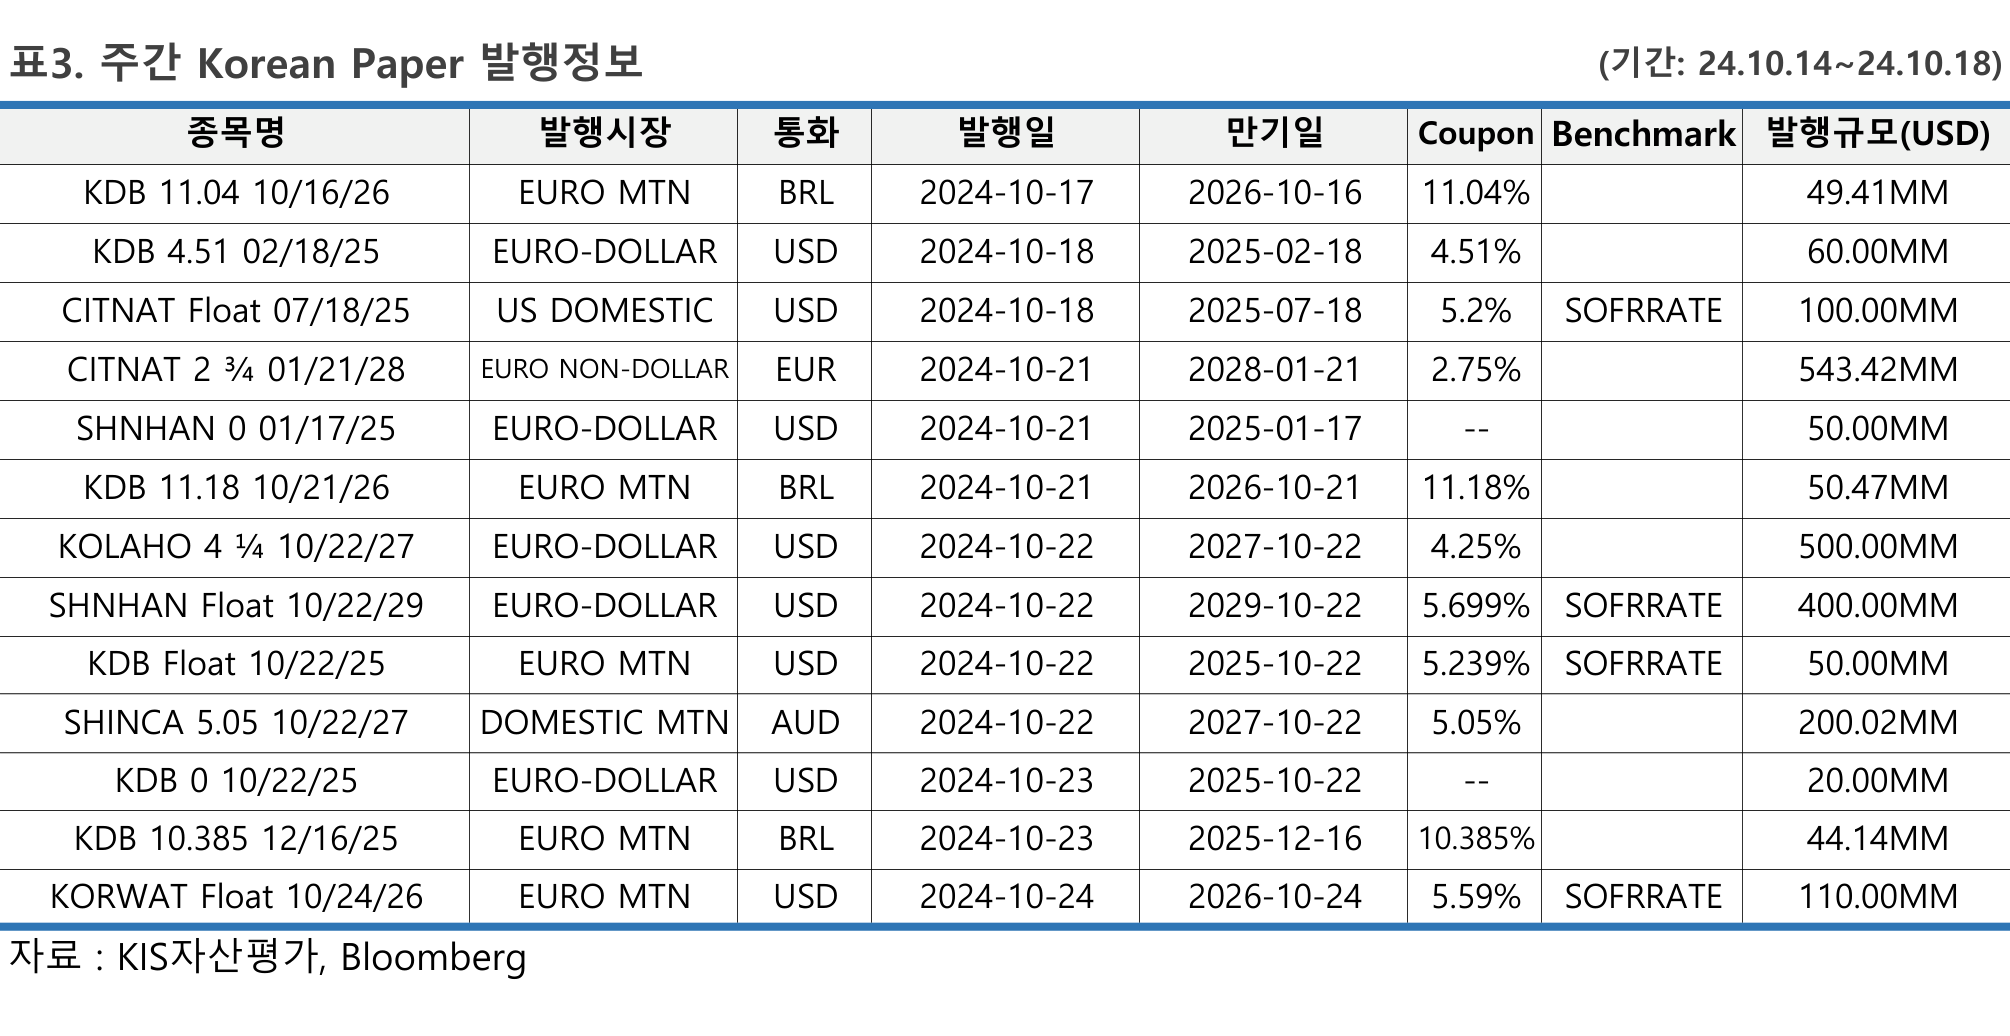 표3. 주간 Korean Paper 발행정보 (기간: 24.10.14~24.10.18)
종목명 발행시장 통화 발행일 만기일 Coupon Benchmark 발행규모(USD)
KDB 11.04 10/16/26 EURO MTN BRL 2024-10-17 2026-10-16 11.04% 49.41MM
KDB 4.51 02/18/25 EURO-DOLLAR USD 2024-10-18 2025-02-18 4.51% 60.00MM
CITNAT Float 07/18/25 US DOMESTIC USD 2024-10-18 2025-07-18 5.2% SOFRRATE 100.00MM
CITNAT 2 ¾ 01/21/28 EURO NON-DOLLAR EUR 2024-10-21 2028-01-21 2.75% 543.42MM
SHNHAN 0 01/17/25 EURO-DOLLAR USD 2024-10-21 2025-01-17 -- 50.00MM
KDB 11.18 10/21/26 EURO MTN BRL 2024-10-21 2026-10-21 11.18% 50.47MM
KOLAHO 4 ¼ 10/22/27 EURO-DOLLAR USD 2024-10-22 2027-10-22 4.25% 500.00MM
SHNHAN Float 10/22/29 EURO-DOLLAR USD 2024-10-22 2029-10-22 5.699% SOFRRATE 400.00MM
KDB Float 10/22/25 EURO MTN USD 2024-10-22 2025-10-22 5.239% SOFRRATE 50.00MM
SHINCA 5.05 10/22/27 DOMESTIC MTN AUD 2024-10-22 2027-10-22 5.05% 200.02MM
KDB 0 10/22/25 EURO-DOLLAR USD 2024-10-23 2025-10-22 -- 20.00MM
KDB 10.385 12/16/25 EURO MTN BRL 2024-10-23 2025-12-16 10.385% 44.14MM
KORWAT Float 10/24/26 EURO MTN USD 2024-10-24 2026-10-24 5.59% SOFRRATE 110.00MM
자료 : KIS자산평가, Bloomberg